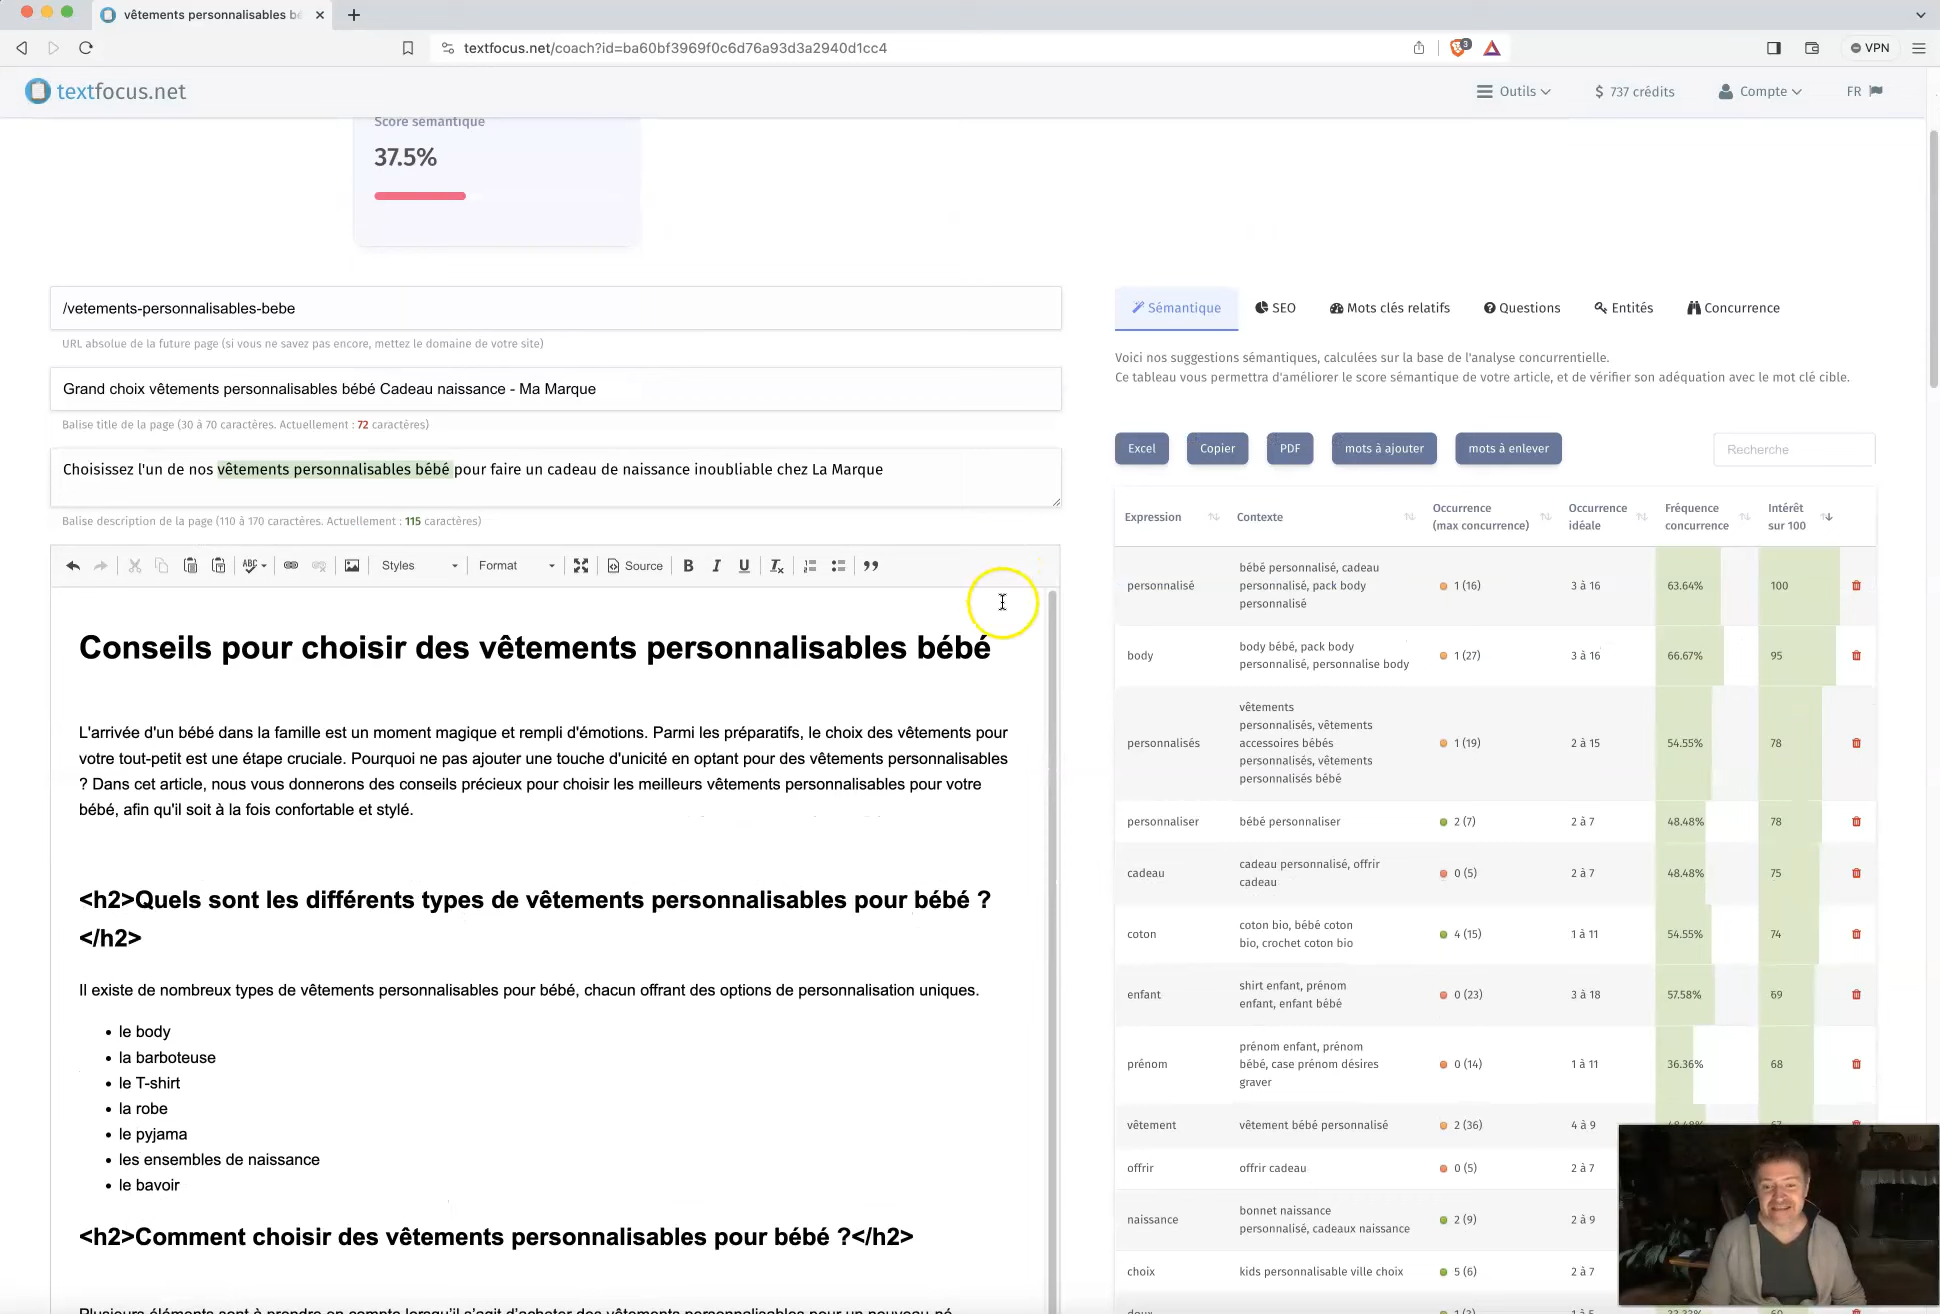 vêtements personnalisables bé
textfocus.net/coach?id=ba60bf3969f0c6d76a93d3a2940d1cc4
3
VPN
textfocus.net
Outils
$ 737 crédits
Compte
FR
Score sémantique
37.5%
/vetements-personnalisables-bebe
URL absolue de la future page (si vous ne savez pas encore, mettez le domaine de votre site)
Grand choix vêtements personnalisables bébé Cadeau naissance - Ma Marque
Balise title de la page (30 à 70 caractères. Actuellement : 72 caractères)
Choisissez l'un de nos vêtements personnalisables bébé pour faire un cadeau de naissance inoubliable chez La Marque
Balise description de la page (110 à 170 caractères. Actuellement : 115 caractères)
ABC
Styles
Format
Source
B I U Tx
Conseils pour choisir des vêtements personnalisables bébé
L'arrivée d'un bébé dans la famille est un moment magique et rempli d'émotions. Parmi les préparatifs, le choix des vêtements pour
votre tout-petit est une étape cruciale. Pourquoi ne pas ajouter une touche d'unicité en optant pour des vêtements personnalisables
? Dans cet article, nous vous donnerons des conseils précieux pour choisir les meilleurs vêtements personnalisables pour votre
bébé, afin qu'il soit à la fois confortable et stylé.
<h2>Quels sont les différents types de vêtements personnalisables pour bébé ?
</h2>
Il existe de nombreux types de vêtements personnalisables pour bébé, chacun offrant des options de personnalisation uniques.
• le body
• la barboteuse
• le T-shirt
• la robe
• le pyjama
• les ensembles de naissance
• le bavoir
<h2>Comment choisir des vêtements personnalisables pour bébé ?</h2>
Plusieurs éléments sont à prendre en compte lorsqu'il s'agit d'acheter des vêtements personnalisables pour un nouveau-né
Sémantique
SEO
Mots clés relatifs
Questions
Entités
Concurrence
Voici nos suggestions sémantiques, calculées sur la base de l'analyse concurrentielle.
Ce tableau vous permettra d'améliorer le score sémantique de votre article, et de vérifier son adéquation avec le mot clé cible.
Excel
Copier
PDF
mots à ajouter
mots à enlever
Recherche
Expression
Contexte
Occurrence
(max concurrence)
Occurrence
idéale
Fréquence
concurrence
Intérêt
sur 100
personnalisé
bébé personnalisé, cadeau
personnalisé, pack body
personnalisé
1 (16)
3 à 16
63.64%
100
body
body bébé, pack body
personnalisé, personnalise body
1 (27)
3 à 16
66.67%
95
personnalisés
vêtements
personnalisés, vêtements
accessoires bébés
personnalisés, vêtements
personnalisés bébé
1 (19)
2 à 15
54.55%
78
personnaliser
bébé personnaliser
2 (7)
2 à 7
48.48%
78
cadeau
cadeau personnalisé, offrir
cadeau
0 (5)
2 à 7
48.48%
75
coton
coton bio, bébé coton
bio, crochet coton bio
4 (15)
1 à 11
54.55%
74
enfant
shirt enfant, prénom
enfant, enfant bébé
0 (23)
3 à 18
57.58%
69
prénom
prénom enfant, prénom
bébé, case prénom désires
graver
0 (14)
1 à 11
36.36%
68
vêtement
vêtement bébé personnalisé
2 (36)
4 à 9
offrir
offrir cadeau
0 (5)
2 à 7
naissance
bonnet naissance
personnalisé, cadeaux naissance
2 (9)
2 à 9
choix
kids personnalisable ville choix
5 (6)
2 à 7